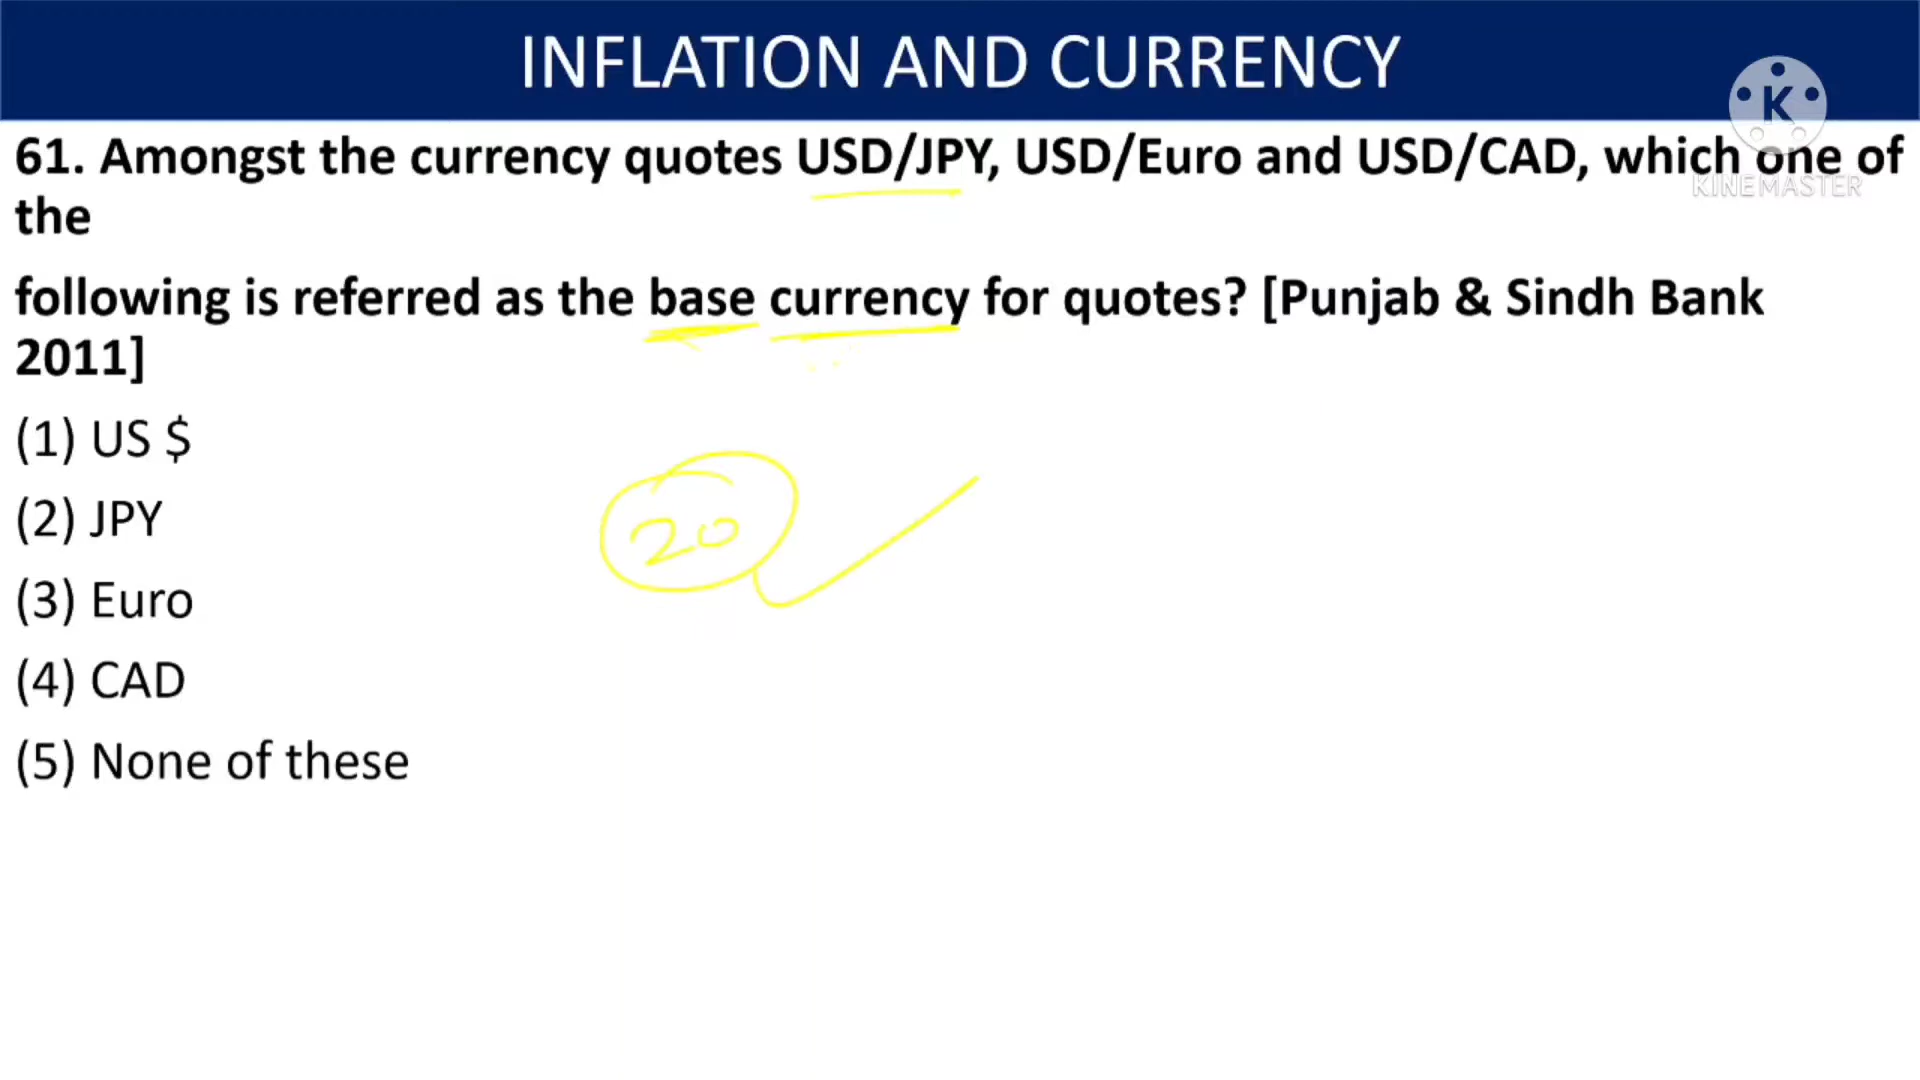 INFLATION AND CURRENCY
K
KINEMASTER
61. Amongst the currency quotes USD/JPY, USD/Euro and USD/CAD, which one of
the
following is referred as the base currency for quotes? [Punjab & Sindh Bank
2011]
(1) US $
(2) JPY
(3) Euro
(4) CAD
(5) None of these
20